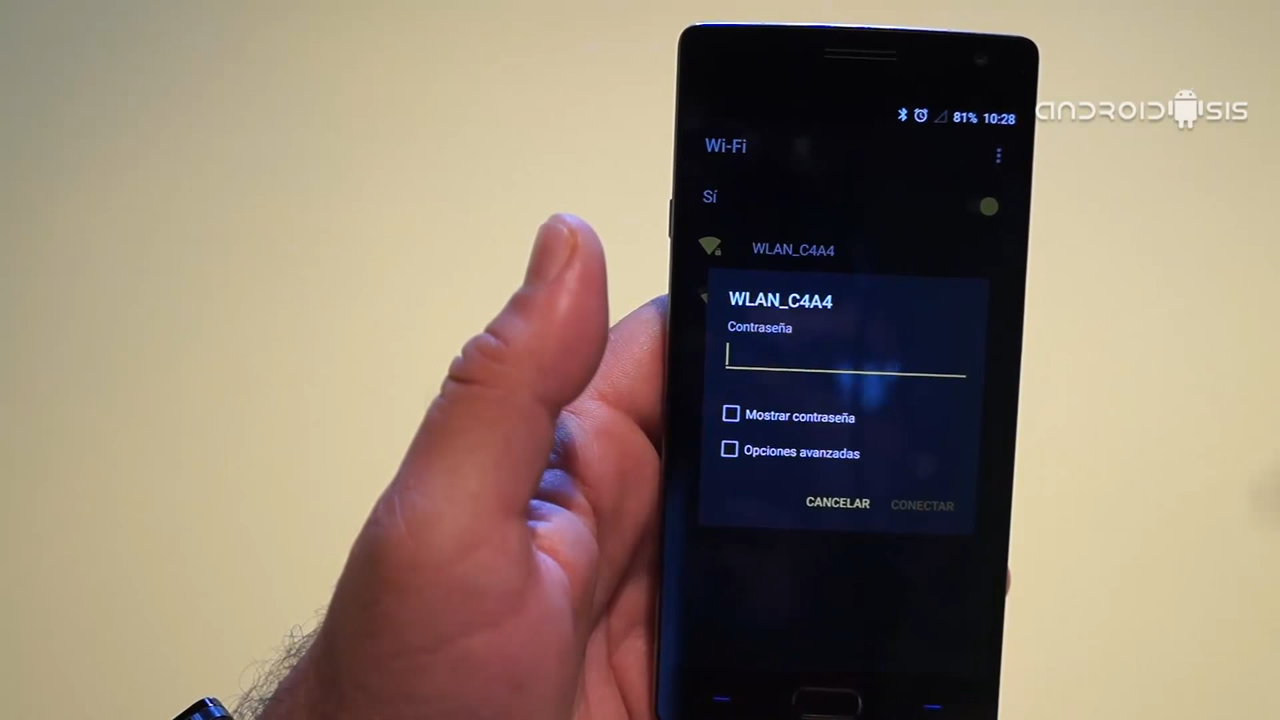 81% 10:28
ANDROIDSIS
Wi-Fi
Sí
WLAN_C4A4
WLAN_C4A4
Contraseña
Mostrar contraseña
Opciones avanzadas
CANCELAR CONECTAR